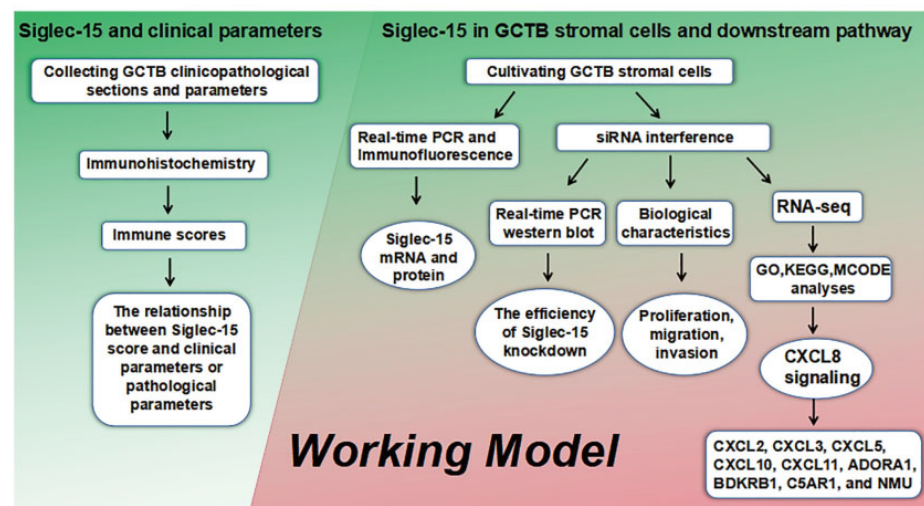 Siglec-15 and clinical parameters
Collecting GCTB clinicopathological
sections and parameters
Immunohistochemistry
Immune scores
The relationship
between Siglec-15
score and clinical
parameters or
pathological
parameters
Siglec-15 in GCTB stromal cells and downstream pathway
Cultivating GCTB stromal cells
Real-time PCR and
Immunofluorescence
siRNA interference
Siglec-15
mRNA and
protein
Real-time PCR
western blot
Biological
characteristics
RNA-seq
The efficiency
of Siglec-15
knockdown
Proliferation,
migration,
invasion
GO,KEGG,MCODE
analyses
CXCL8
signaling
CXCL2, CXCL3, CXCL5,
CXCL10, CXCL11, ADORA1,
BDKRB1, C5AR1, and NMU
Working Model